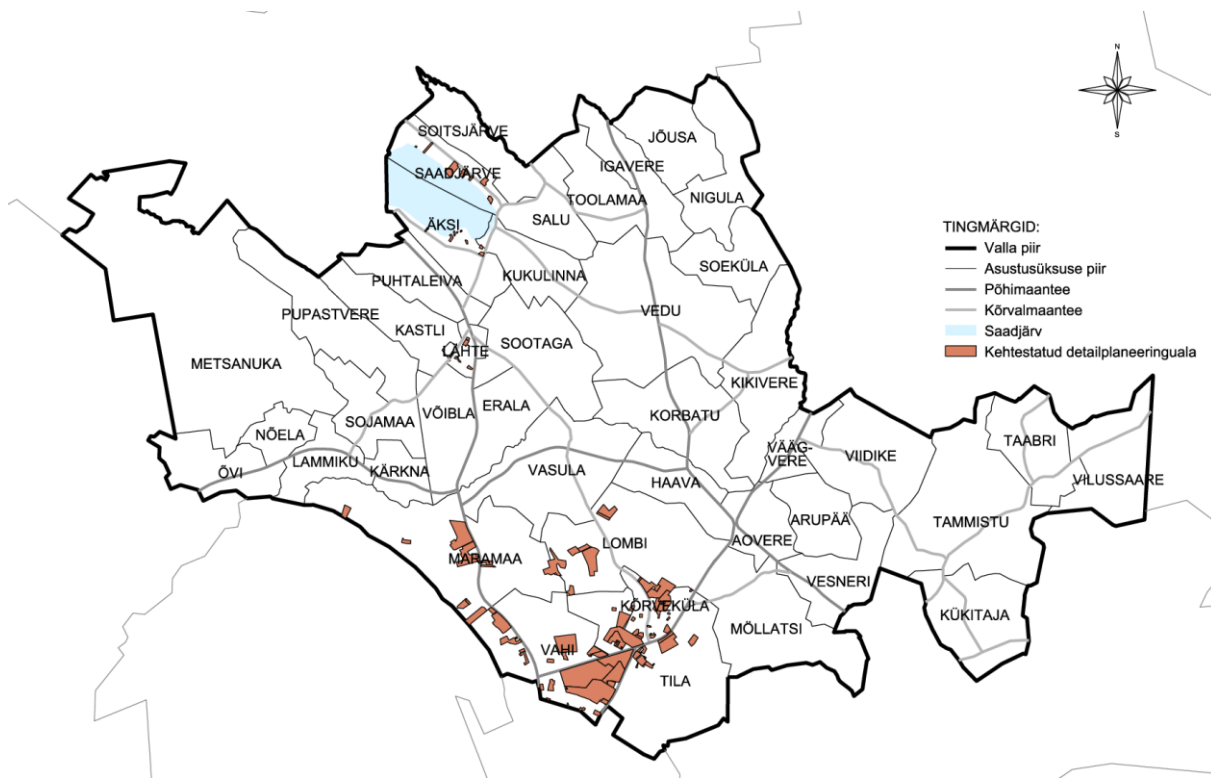 N
S
SOITSJÄRVE
JÕUSA
IGAVERE
SAADJÄRVE
TOOLAMAA
NIGULA
SALU
ÄKSI
TINGMÄRGID:
Valla piir
Asustusüksuse piir
Põhimaantee
Kõrvalmaantee
Saadjärv
Kehtestatud detailplaneeringuala
SOEKÜLA
PUHTALEIVA
KUKULINNA
PUPASTVERE
VEDU
KASTLI
SOOTAGA
LÄHTE
METSANUKA
KIKIVERE
ERALA
VÕIBLA
KORBATU
SOJAMAA
NÕELA
TAABRI
VÄÄG-
VERE
VIIDIKE
LAMMIKU
KÄRKNA
VASULA
ÕVI
HAAVA
VILUSSAARE
ARUPÄÄ
TAMMISTU
AOVERE
LOMBI
MARAMAA
VESNERI
KÕRVEKÜLA
KÜKITAJA
MÖLLATSI
VAHI
TILA